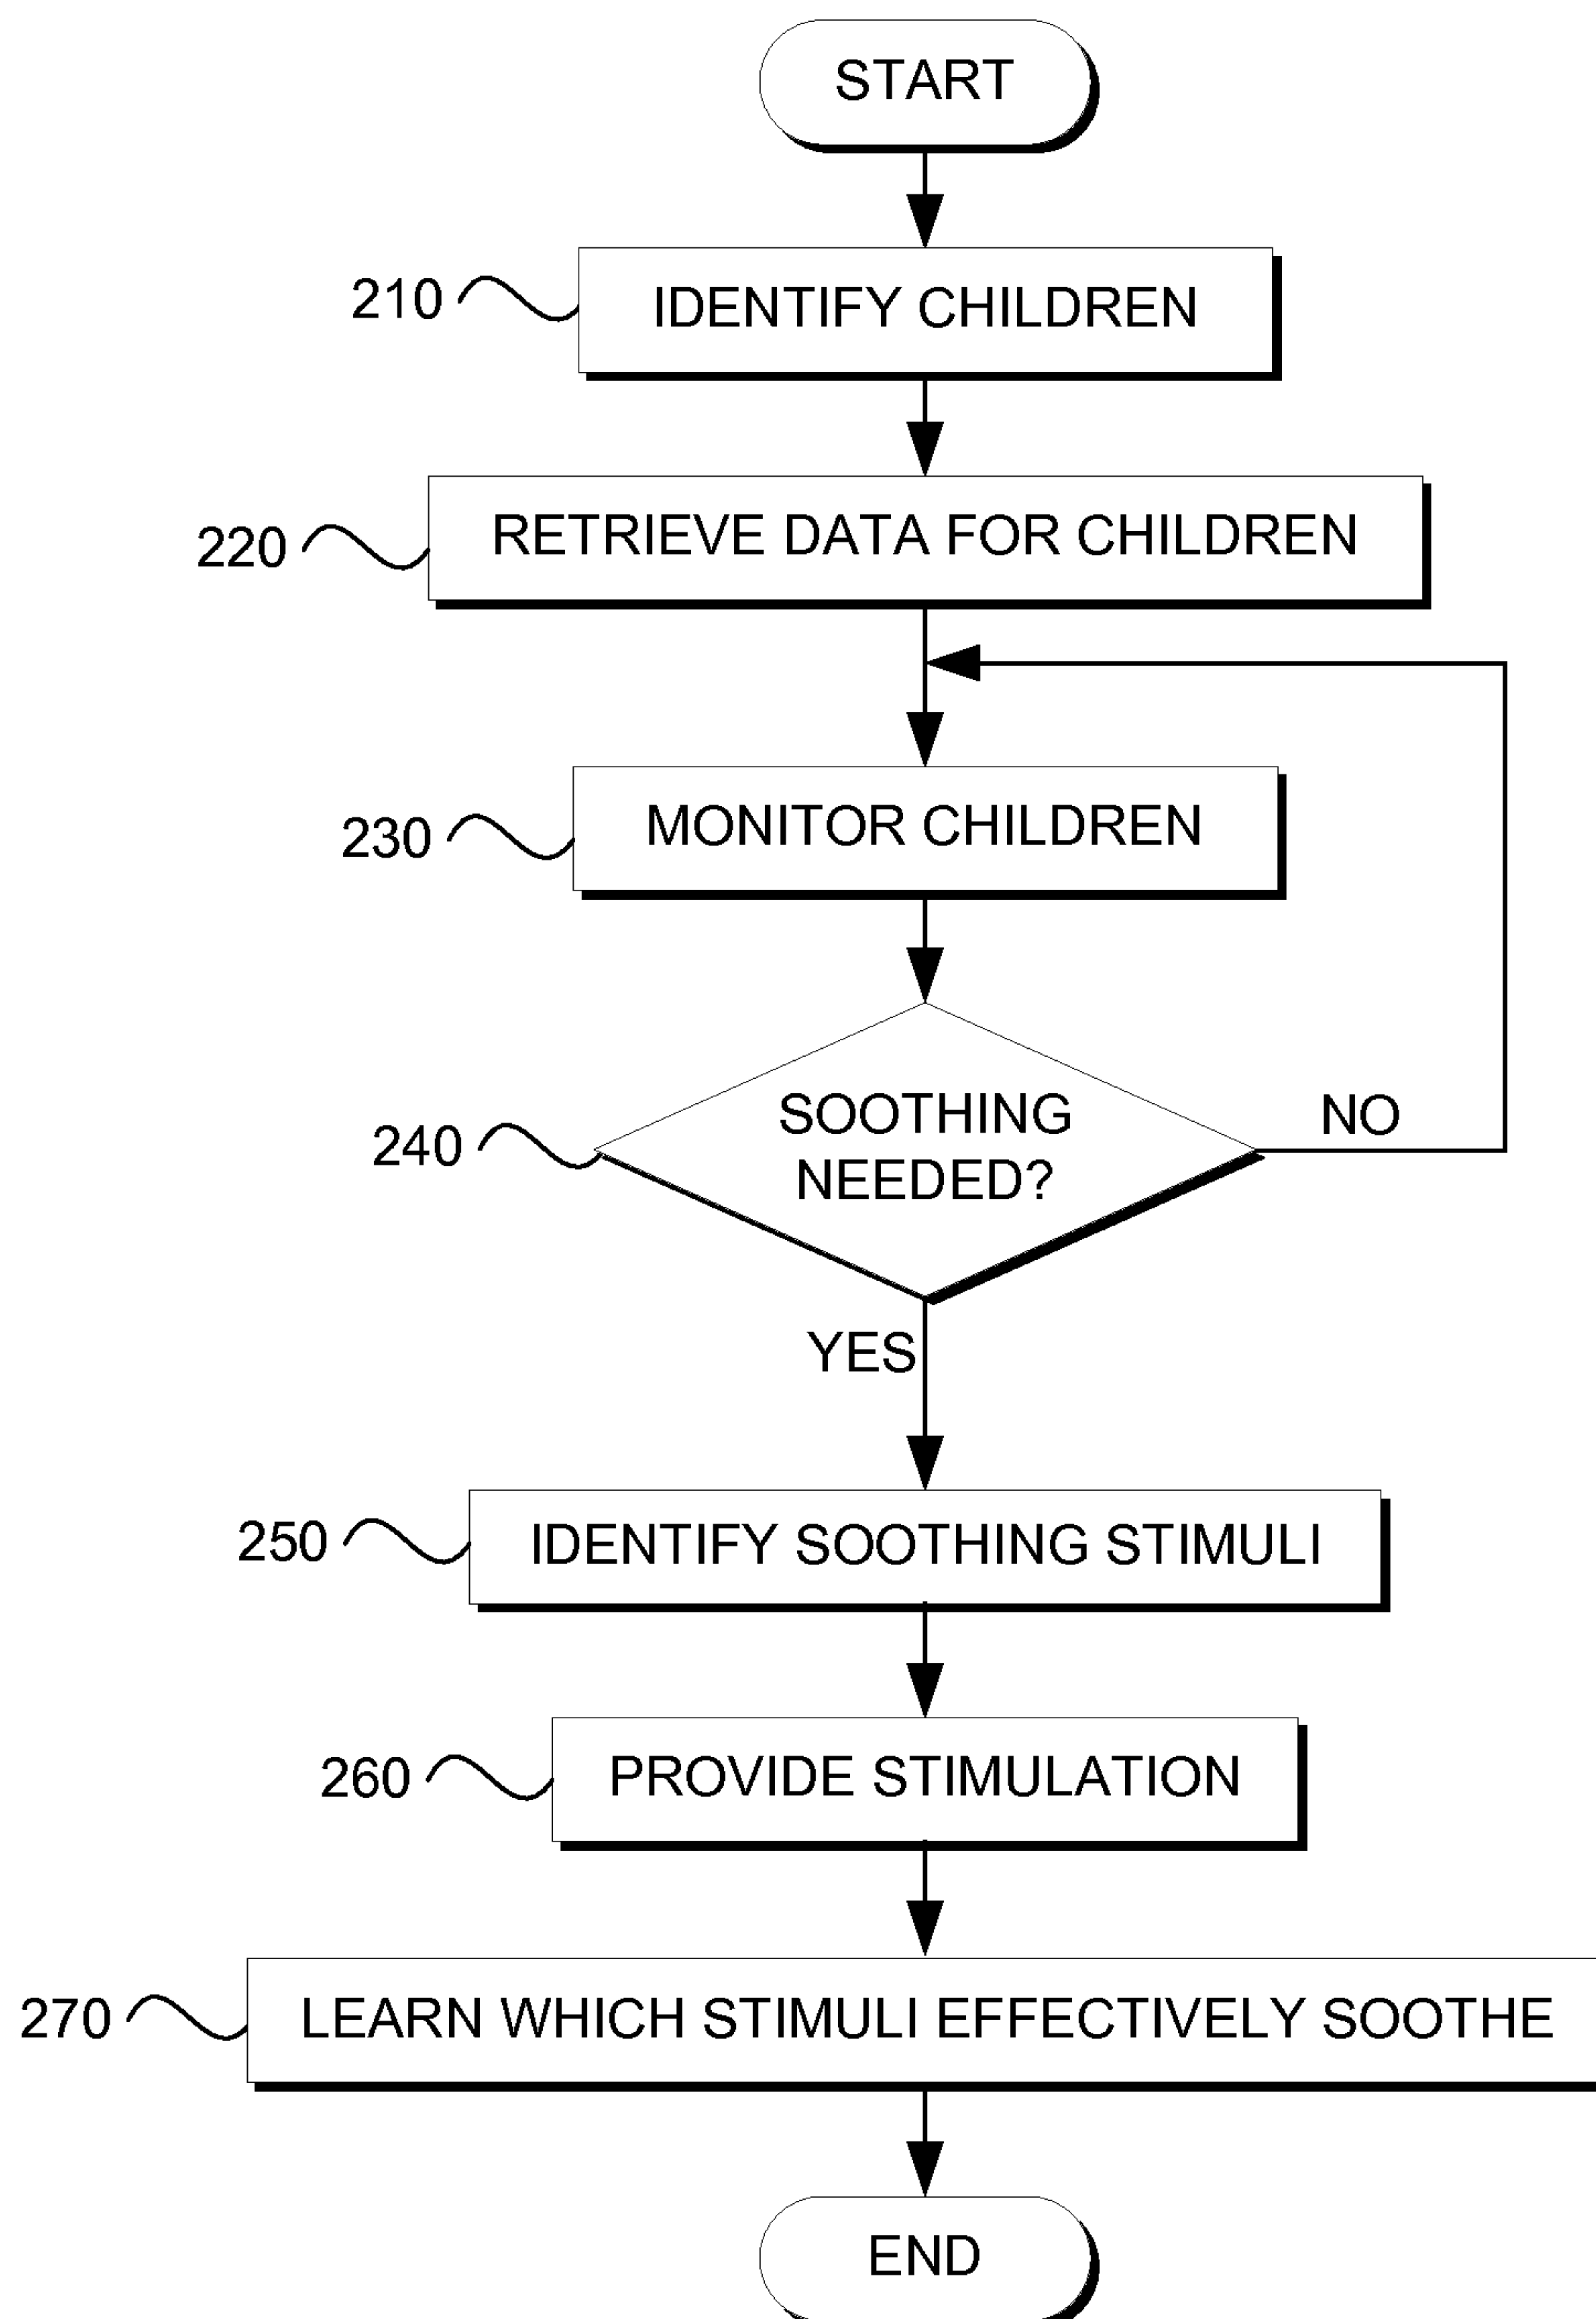 START
210
IDENTIFY CHILDREN
220
RETRIEVE DATA FOR CHILDREN
230
MONITOR CHILDREN
240
SOOTHING
NEEDED?
NO
YES
250
IDENTIFY SOOTHING STIMULI
260
PROVIDE STIMULATION
270
LEARN WHICH STIMULI EFFECTIVELY SOOTHE
END